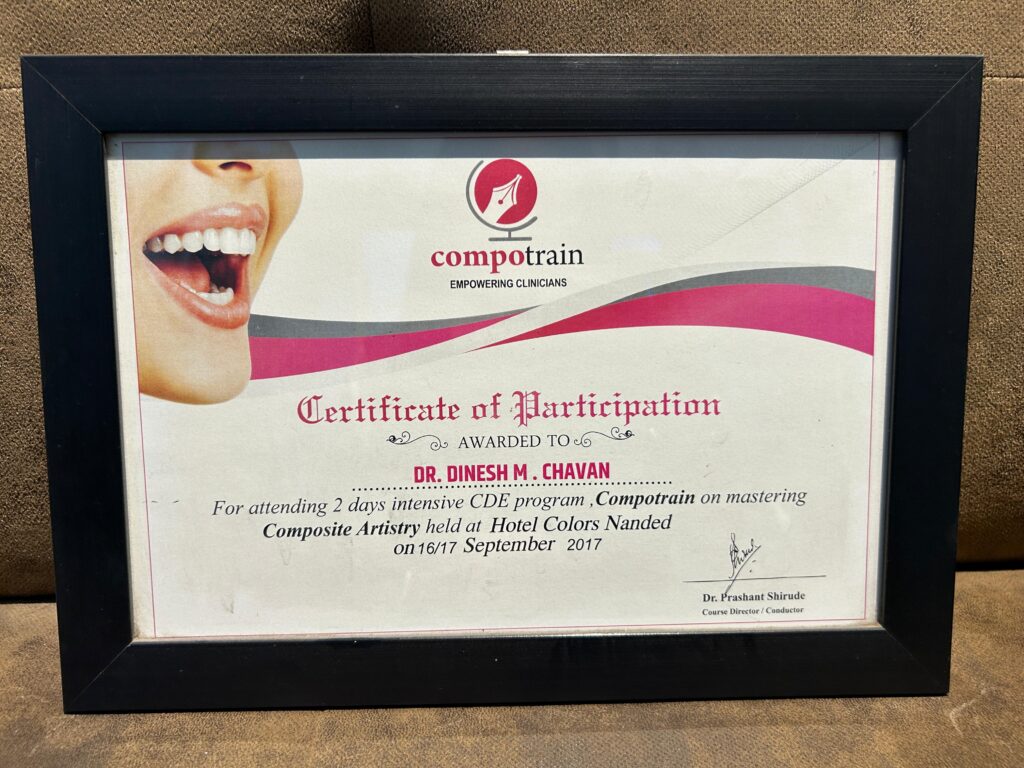 compotrain
EMPOWERING CLINICIANS
Certificate of Participation
AWARDED TO
DR. DINESH M . CHAVAN
For attending 2 days intensive CDE program ,Compotrain on mastering
Composite Artistry held at Hotel Colors Nanded
on 16/17 September 2017
Dr. Prashant Shirude
Course Director / Conductor